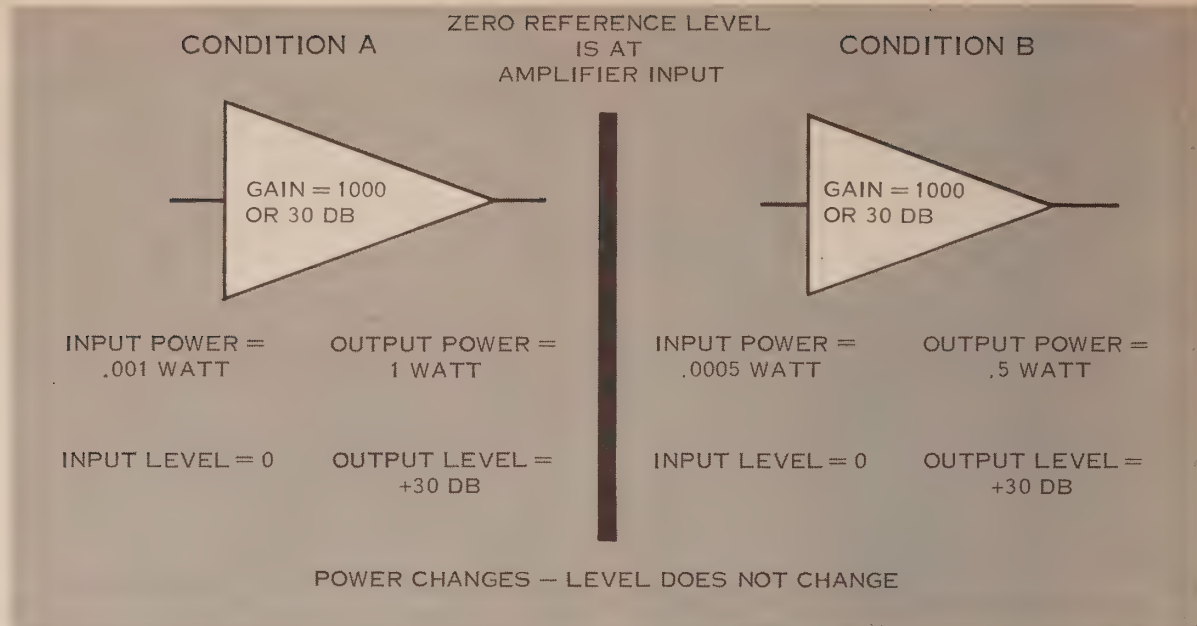 ZERO REFERENCE LEVEL
IS AT
AMPLIFIER INPUT
CONDITION A
CONDITION B
GAIN = 1000
OR 30 DB
GAIN = 1000
OR 30 DB
INPUT POWER =
.001 WATT
OUTPUT POWER =
1 WATT
INPUT POWER =
.0005 WATT
OUTPUT POWER =
.5 WATT
INPUT LEVEL = 0
OUTPUT LEVEL =
+30 DB
INPUT LEVEL = 0
OUTPUT LEVEL =
+30 DB
POWER CHANGES — LEVEL DOES NOT CHANGE